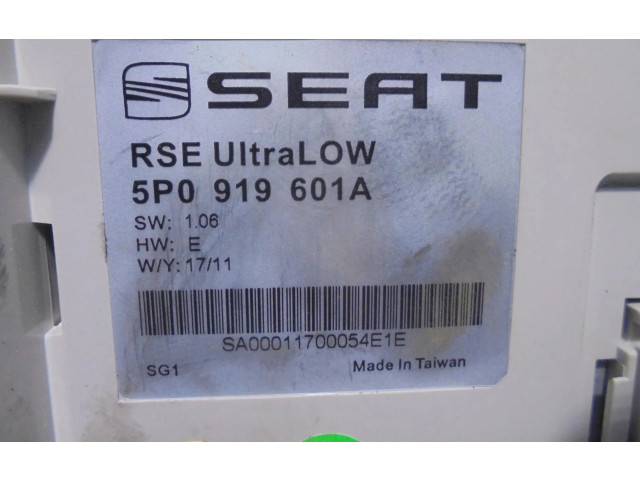 SEAT
RSE UltraLOW
5P0 919 601A
SW: 1.06
HW: E
W/Y: 17/11
SA00011700054E1E
SG1
Made In Taiwan